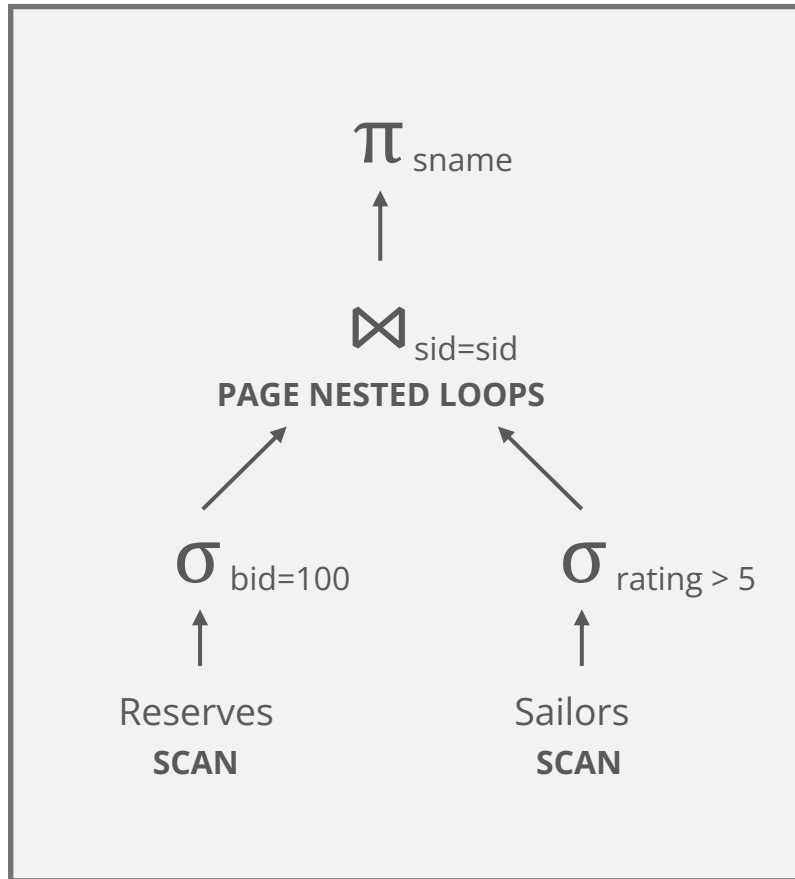 π sname
⋈ sid=sid
PAGE NESTED LOOPS
σ bid=100
σ rating > 5
Reserves
SCAN
Sailors
SCAN